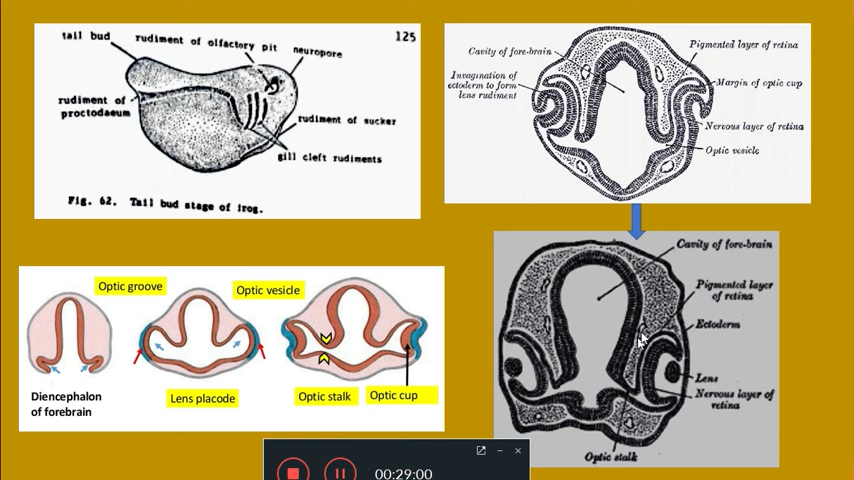 125
tail bud
rudiment of olfactory pit
neuropore
rudiment of
proctodaeum
rudiment of sucker
gill cleft rudiments
Fig. 62. Tail bud stage of frog.
Cavity of fore-brain
Pigmented layer of retina
Invagination of
ectoderm to form
lens rudiment
Margin of optic cup
Nervous layer of retina
Optic vesicle
Optic groove
Optic vesicle
Diencephalon
of forebrain
Lens placode
Optic stalk
Optic cup
Cavity of fore-brain
Pigmented layer
of retina
Ectoderm
Lens
Nervous layer of
retina
Optic stalk
00:29:00